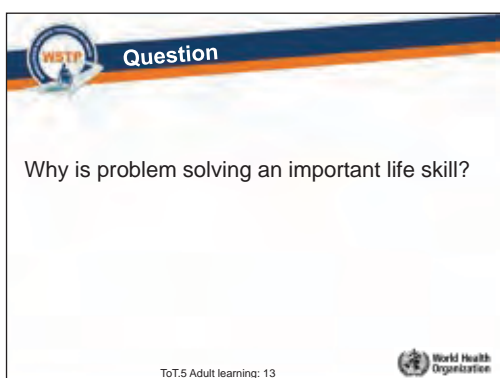 WSTP
Question
Why is problem solving an important life skill?
ToT.5 Adult learning: 13
World Health
Organization